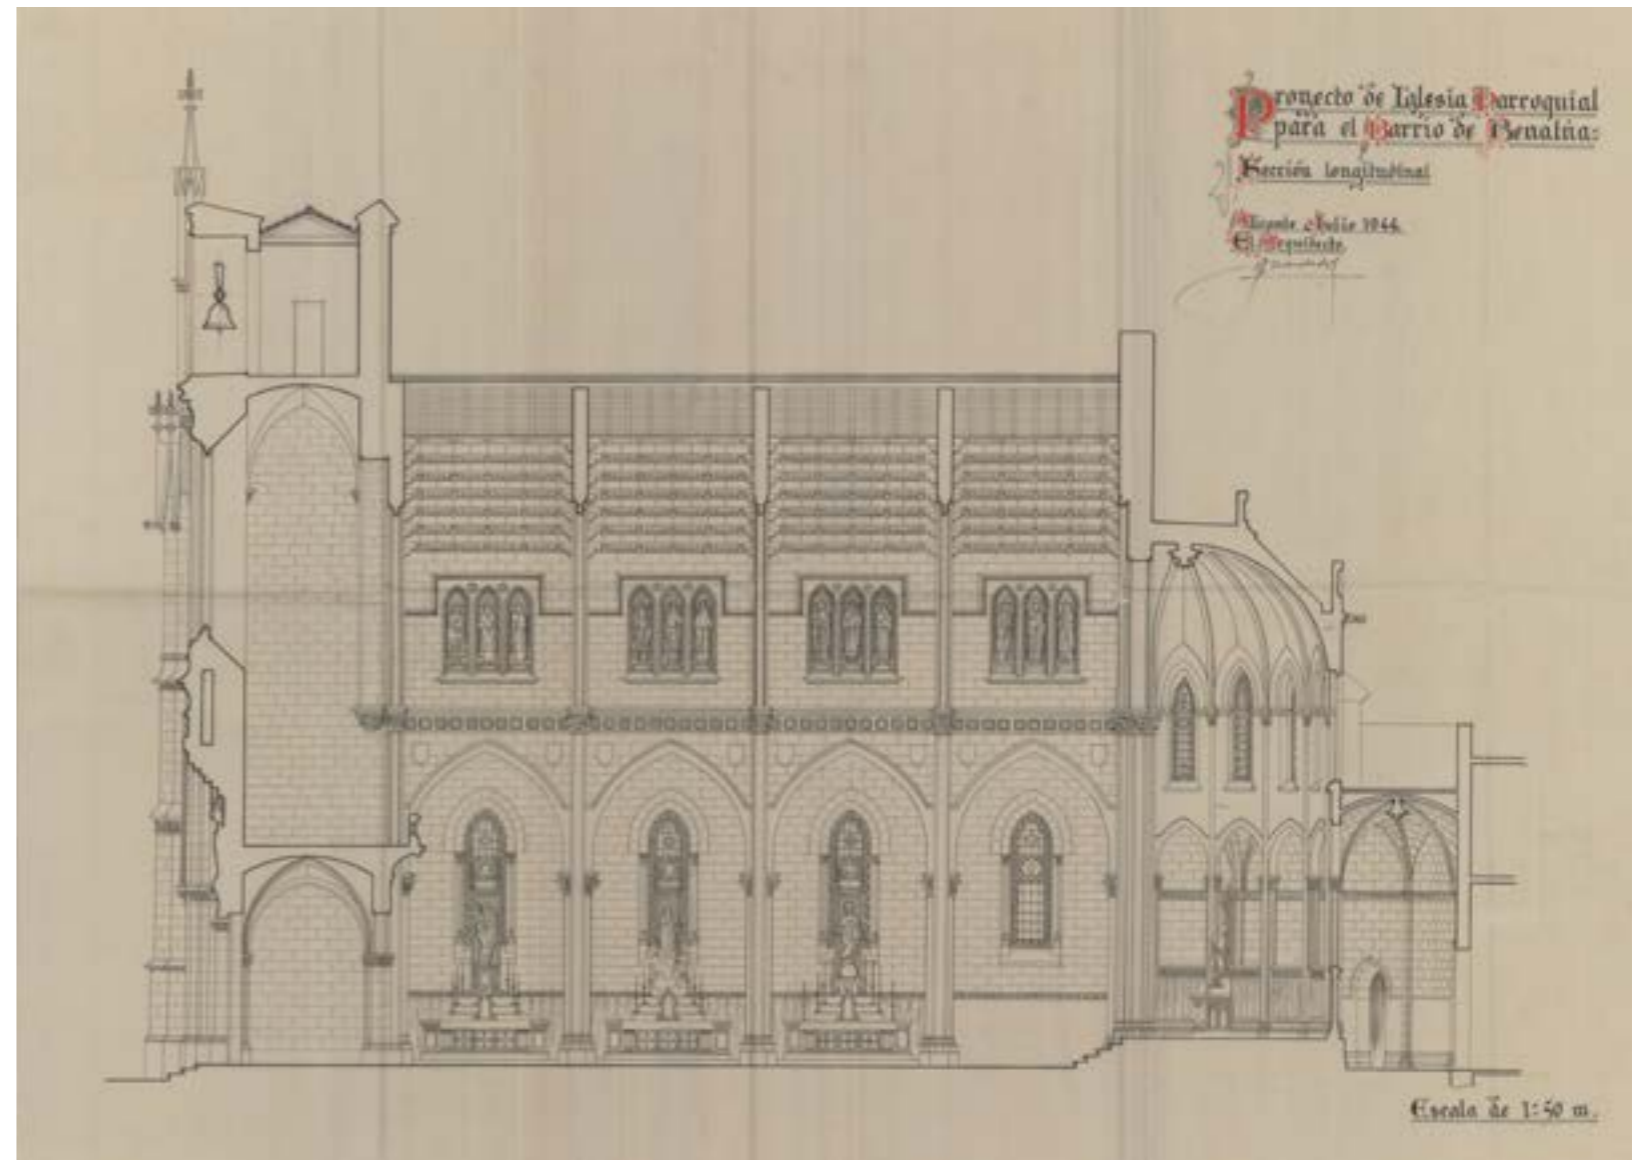 Proyecto de Iglesia Parroquial
para el Barrio de Benalúa:
Sección longitudinal
Alicante Julio 1944.
El Arquitecto.
Escala de 1:50 m.